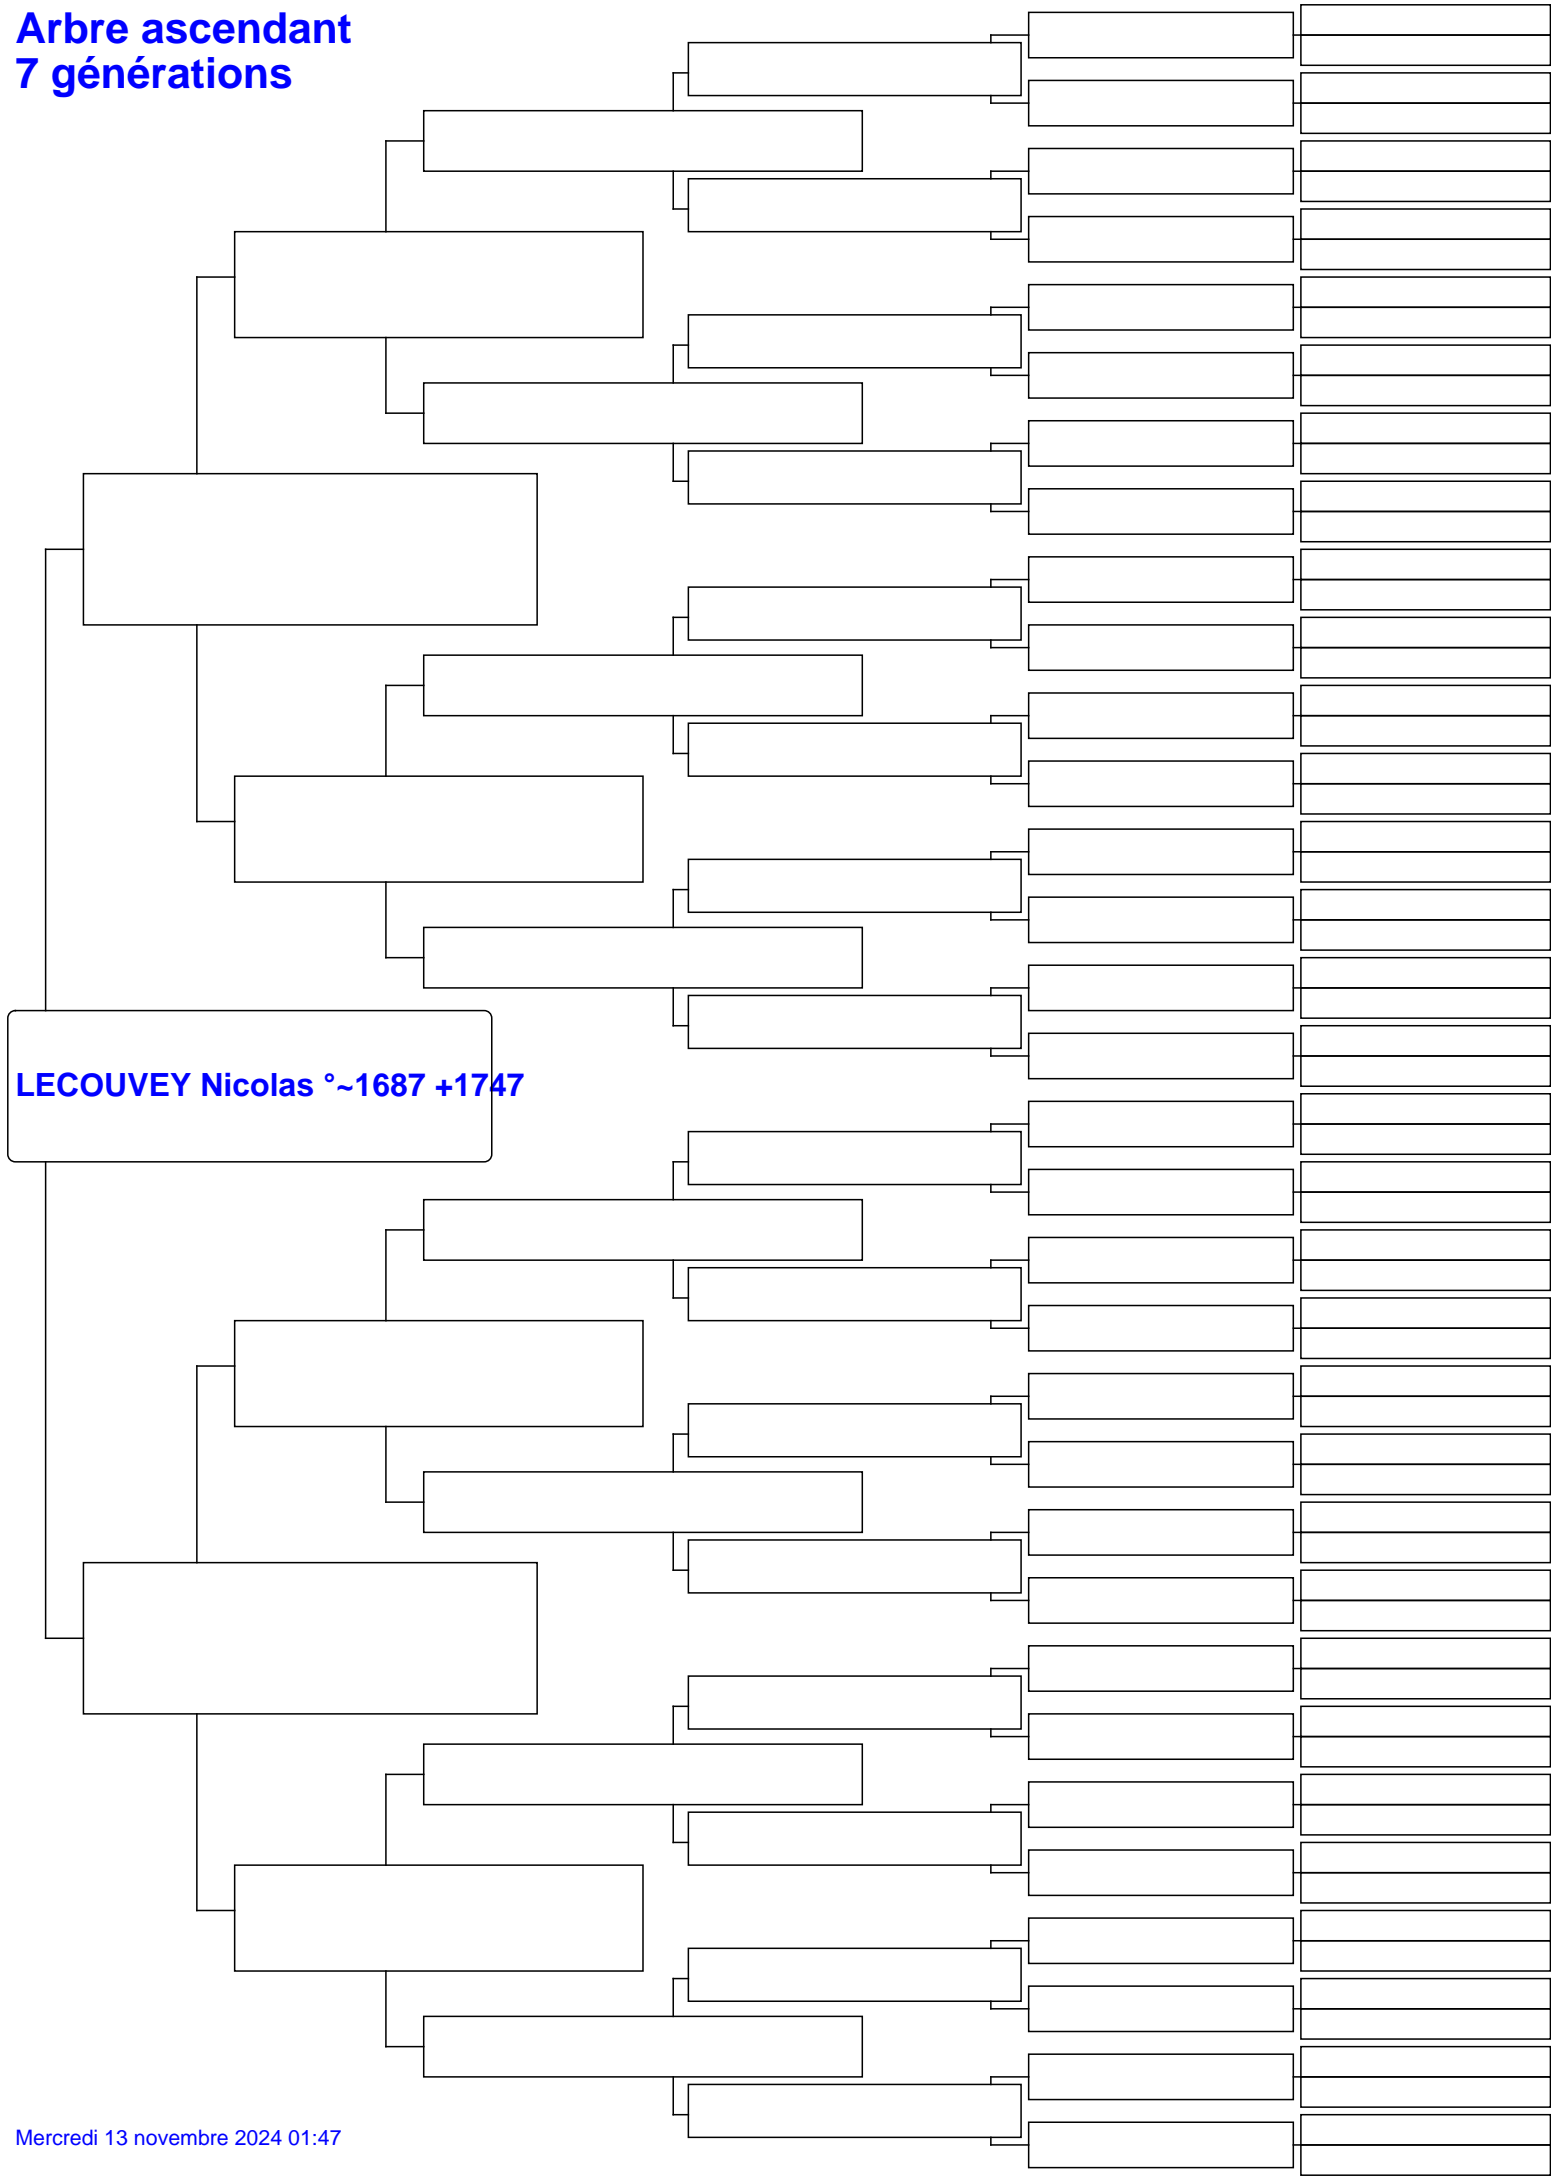 Arbre ascendant
7 générations
LECOUVEY Nicolas °~1687 +1747
Mercredi 13 novembre 2024 01:47